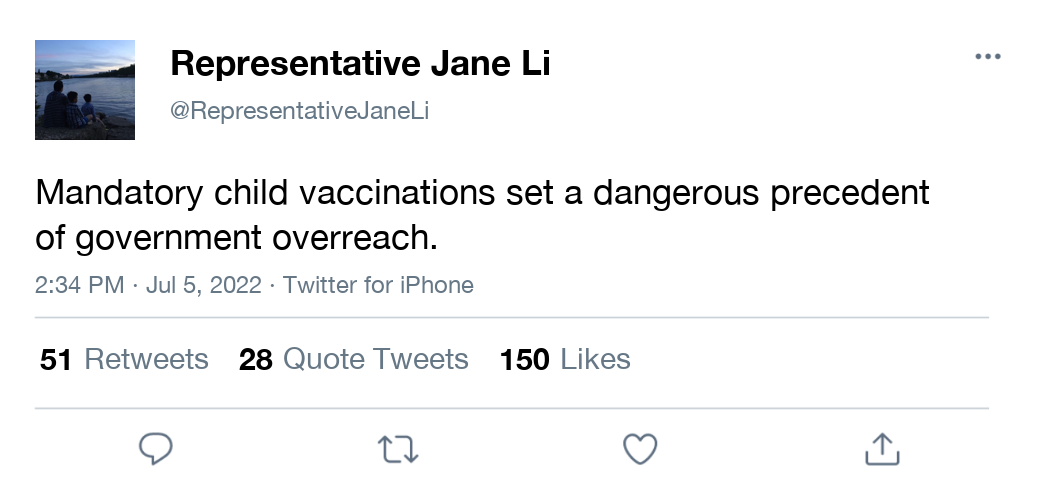 Representative Jane Li
@RepresentativeJaneLi
Mandatory child vaccinations set a dangerous precedent
of government overreach.
2:34 PM · Jul 5, 2022 · Twitter for iPhone
51 Retweets 28 Quote Tweets 150 Likes